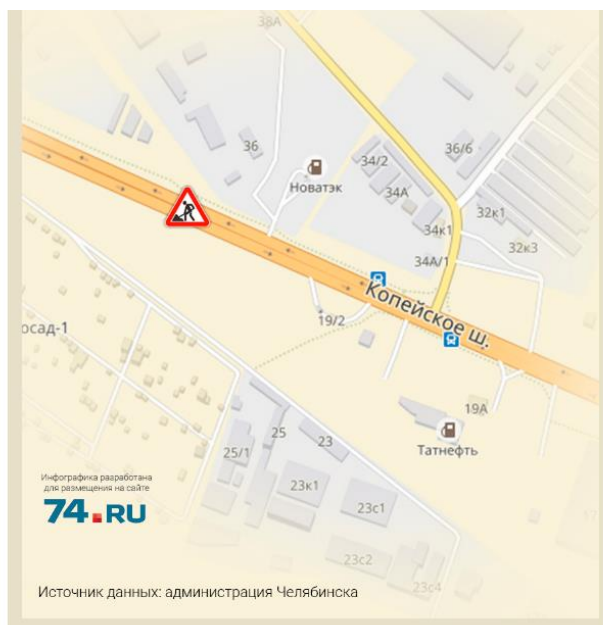 38А
36
34/2
36/6
Новатэк
34А
32к1
34к1
32к3
34А/1
Копейское ш.
19/2
осад-1
19А
25
23
Татнефть
25/1
23к1
23с1
Инфографика разработана
для размещения на сайте
74.RU
23с2
23с4
Источник данных: администрация Челябинска